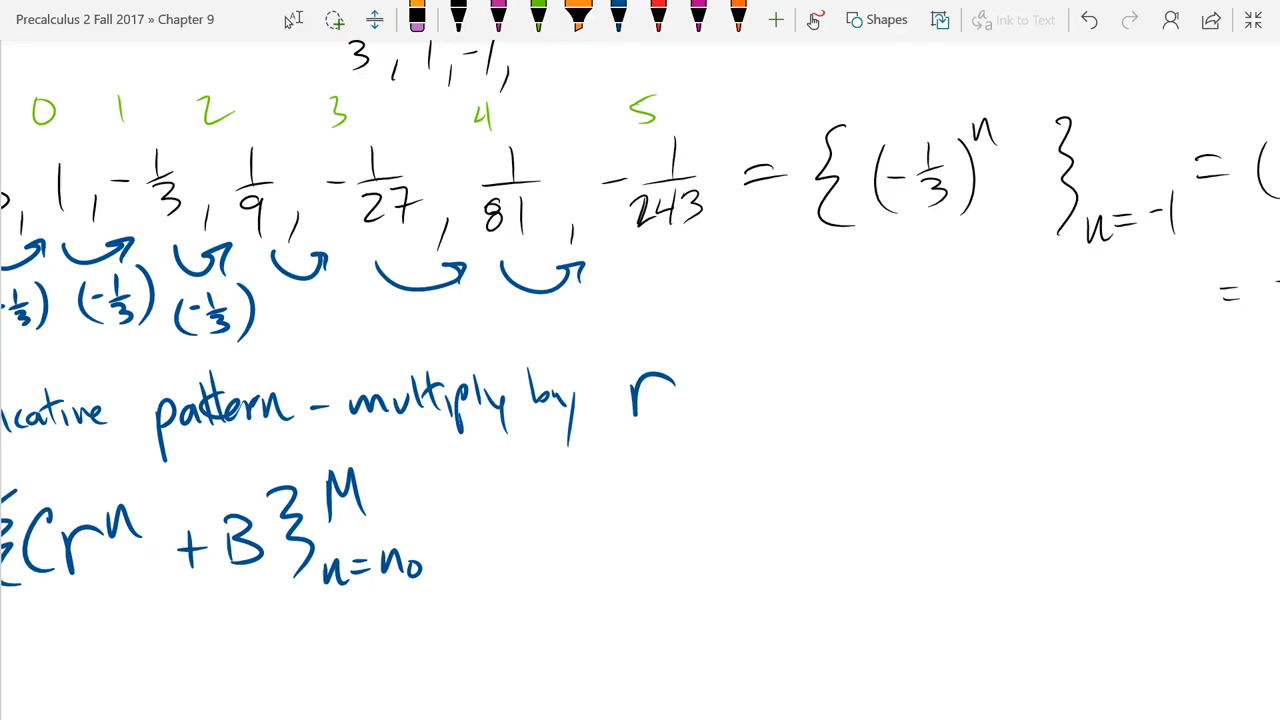 Precalculus 2 Fall 2017 » Chapter 9
Shapes
Ink to Text
3, 1, -1,
0 1 2 3 4 5
, 1, -1/3, 1/9, -1/27, 1/81, -1/243 = {(-1/3)^n}_{n=-1} = (
(-1/3) (-1/3) (-1/3)
=
icative pattern - multiply by r
{Cr^n + B}^M_{n=n_0}